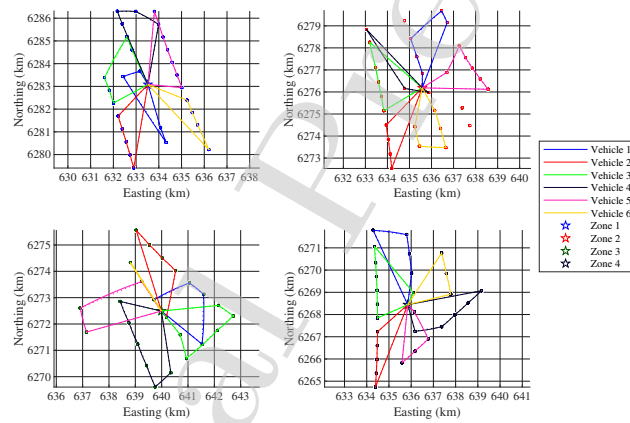 6286
6285
6284
6283
6282
6281
6280
Northing (km)
630 631 632 633 634 635 636 637 638
Easting (km)
6279
6278
6277
6276
6275
6274
6273
Northing (km)
632 633 634 635 636 637 638 639 640
Easting (km)
Vehicle 1
Vehicle 2
Vehicle 3
Vehicle 4
Vehicle 5
Vehicle 6
Zone 1
Zone 2
Zone 3
Zone 4
6275
6274
6273
6272
6271
6270
Northing (km)
636 637 638 639 640 641 642 643
Easting (km)
6271
6270
6269
6268
6267
6266
6265
Northing (km)
633 634 635 636 637 638 639 640 641
Easting (km)
al Pre